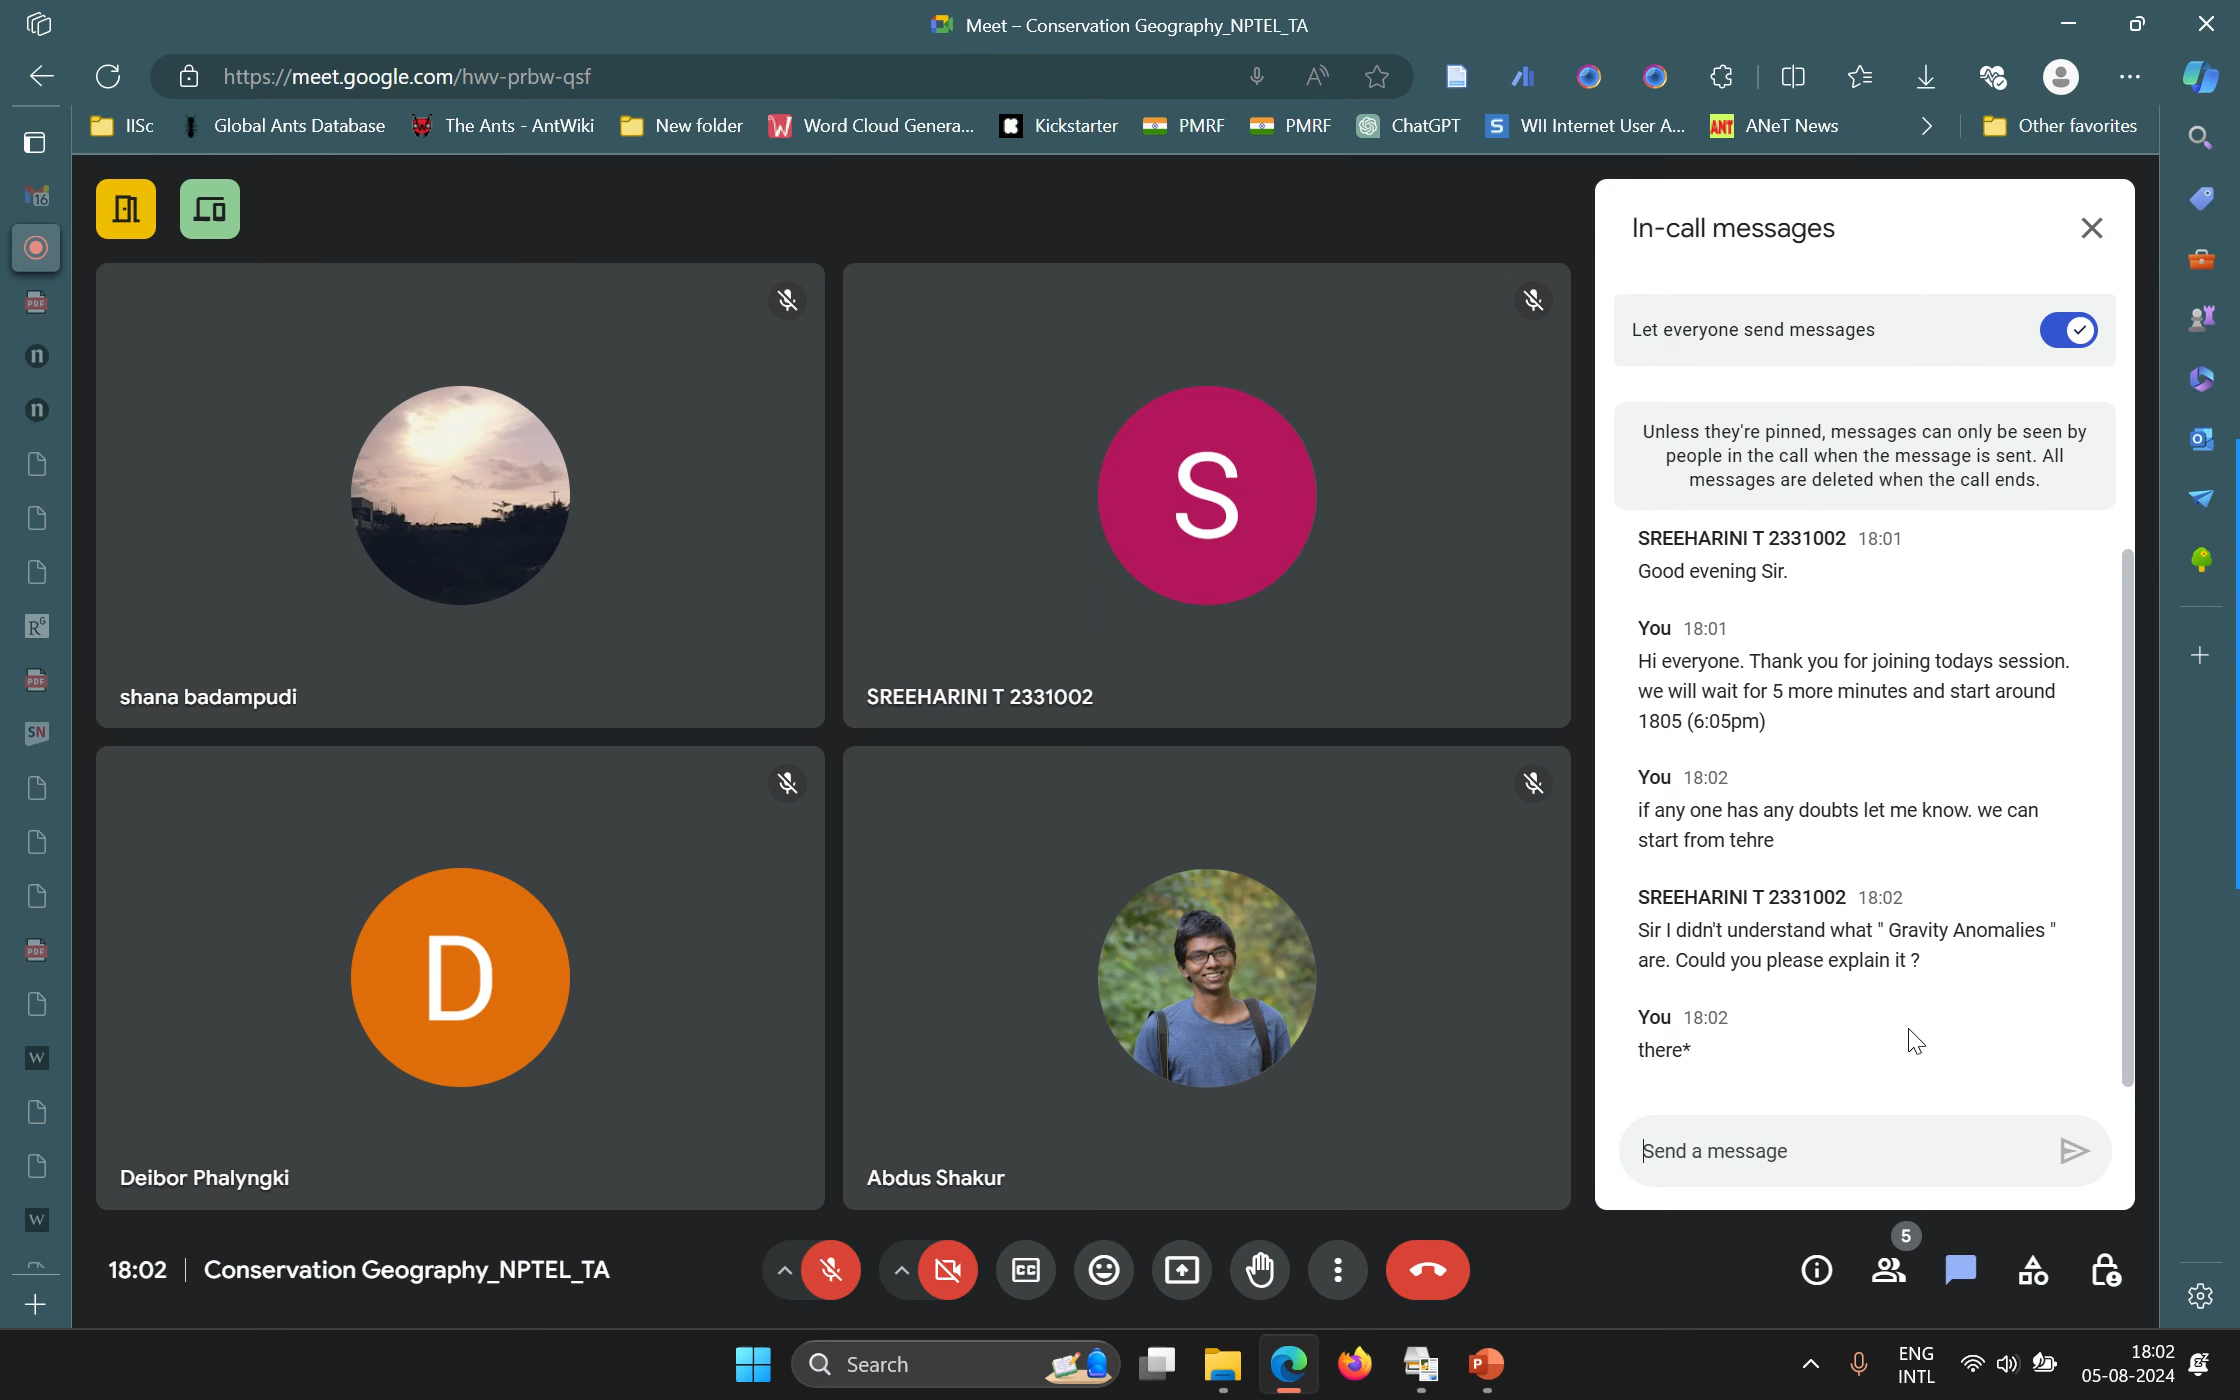 Meet – Conservation Geography_NPTEL_TA
https://meet.google.com/hwv-prbw-qsf
IISc
Global Ants Database
The Ants - AntWiki
New folder
Word Cloud Genera...
Kickstarter
PMRF
PMRF
ChatGPT
WII Internet User A...
ANT
ANeT News
Other favorites
16
PDF
n
n
R^G
PDF
SN
PDF
W
W
shana badampudi
S
SREEHARINI T 2331002
D
Deibor Phalyngki
Abdus Shakur
In-call messages
Let everyone send messages
Unless they're pinned, messages can only be seen by
people in the call when the message is sent. All
messages are deleted when the call ends.
SREEHARINI T 2331002 18:01
Good evening Sir.
You 18:01
Hi everyone. Thank you for joining todays session.
we will wait for 5 more minutes and start around
1805 (6:05pm)
You 18:02
if any one has any doubts let me know. we can
start from tehre
SREEHARINI T 2331002 18:02
Sir I didn't understand what " Gravity Anomalies "
are. Could you please explain it ?
You 18:02
there*
Send a message
18:02 | Conservation Geography_NPTEL_TA
CC
5
Search
ENG
INTL
18:02
05-08-2024